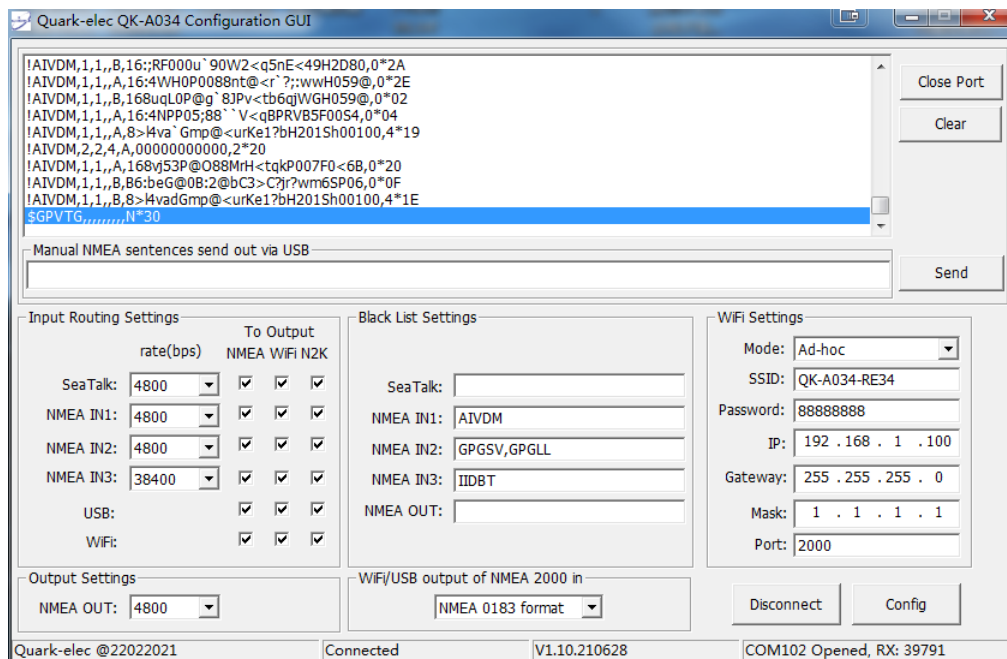 Quark-elec QK-A034 Configuration GUI
!AIVDM,1,1,,B,16:;RF000u`90W2<q5nE<49H2D80,0*2A
!AIVDM,1,1,,A,16:4WH0P0088nt@<r`?;:wwH059@,0*2E
!AIVDM,1,1,,B,168uqL0P@g`8JPv<tb6qjWGH059@,0*02
!AIVDM,1,1,,A,16:4NPP05;88``V<qBPRVB5F00S4,0*04
!AIVDM,1,1,,A,8>l4va`Gmp@<urKe1?bH201Sh00100,4*19
!AIVDM,2,2,4,A,00000000000,2*20
!AIVDM,1,1,,A,168vj53P@O88MrH<tqkP007F0<6B,0*20
!AIVDM,1,1,,B,B6:beG@0B:2@bC3>C?jr?wm6SP06,0*0F
!AIVDM,1,1,,B,8>l4vadGmp@<urKe1?bH201Sh00100,4*1E
$GPVTG,,,,,,,,,N*30
Close Port
Clear
Manual NMEA sentences send out via USB
Send
Input Routing Settings
To Output
rate(bps) NMEA WiFi N2K
SeaTalk: 4800
NMEA IN1: 4800
NMEA IN2: 4800
NMEA IN3: 38400
USB:
WiFi:
Black List Settings
SeaTalk:
NMEA IN1: AIVDM
NMEA IN2: GPGSV,GPGLL
NMEA IN3: IIDBT
NMEA OUT:
WiFi Settings
Mode: Ad-hoc
SSID: QK-A034-RE34
Password: 88888888
IP: 192 .168 . 1 .100
Gateway: 255 .255 .255 . 0
Mask: 1 . 1 . 1 . 1
Port: 2000
Output Settings
NMEA OUT: 4800
WiFi/USB output of NMEA 2000 in
NMEA 0183 format
Disconnect
Config
Quark-elec @22022021
Connected
V1.10.210628
COM102 Opened, RX: 39791